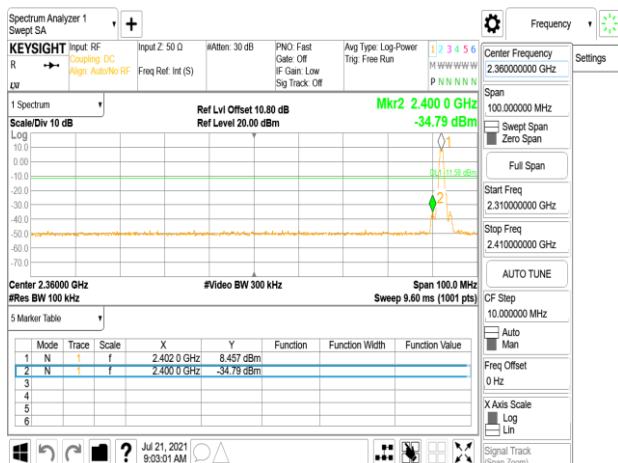 Spectrum Analyzer 1
Swept SA
+
Frequency
KEYSIGHT Input: RF Input Z: 50 Ω #Atten: 30 dB PNO: Fast Avg Type: Log-Power 1 2 3 4 5 6
R Coupling: DC Gate: Off Trig: Free Run M W W W W W
Align: Auto/No RF Freq Ref: Int (S) IF Gain: Low
LXI Sig Track: Off P N N N N N
1 Spectrum
Scale/Div 10 dB
Ref Lvl Offset 10.80 dB
Ref Level 20.00 dBm
Mkr2 2.400 0 GHz
-34.79 dBm
Log
10.0
0.00
-10.0
-20.0
-30.0
-40.0
-50.0
-60.0
-70.0
DL1 -11.58 dBm
1
2
Center 2.36000 GHz #Video BW 300 kHz Span 100.0 MHz
#Res BW 100 kHz Sweep 9.60 ms (1001 pts)
5 Marker Table
Mode Trace Scale X Y Function Function Width Function Value
1 N 1 f 2.402 0 GHz 8.457 dBm
2 N 1 f 2.400 0 GHz -34.79 dBm
3
4
5
6
Jul 21, 2021
9:03:01 AM
?
Center Frequency
2.360000000 GHz
Settings
Span
100.000000 MHz
Swept Span
Zero Span
Full Span
Start Freq
2.310000000 GHz
Stop Freq
2.410000000 GHz
AUTO TUNE
CF Step
10.000000 MHz
Auto
Man
Freq Offset
0 Hz
X Axis Scale
Log
Lin
Signal Track
(Span Zoom)